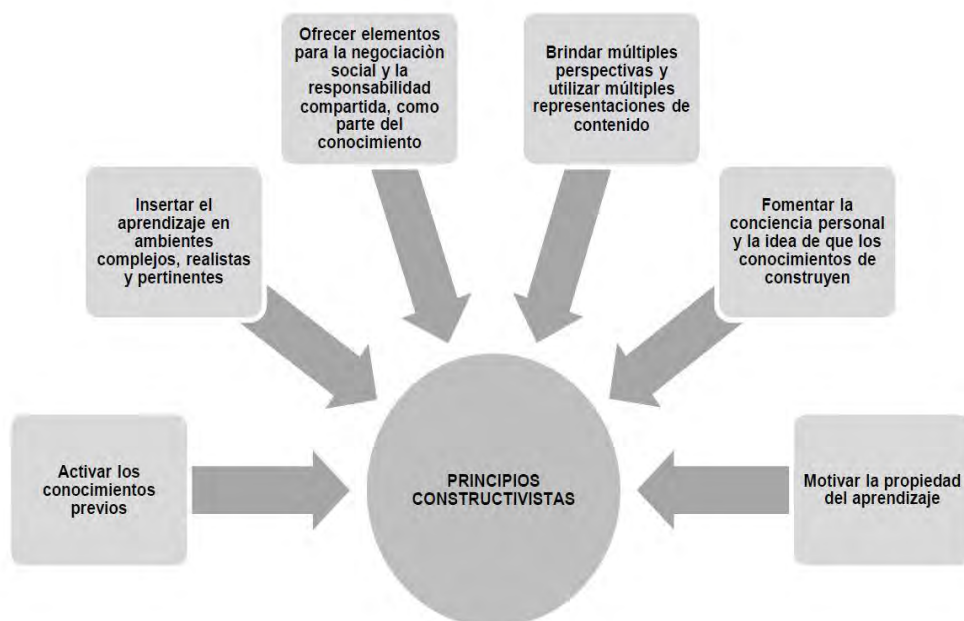 Ofrecer elementos
para la negociaciòn
social y la
responsabilidad
compartida, como
parte del
conocimiento
Brindar múltiples
perspectivas y
utilizar múltiples
representaciones de
contenido
Insertar el
aprendizaje en
ambientes
complejos, realistas
y pertinentes
Fomentar la
conciencia personal
y la idea de que los
conocimientos de
construyen
Activar los
conocimientos
previos
PRINCIPIOS
CONSTRUCTIVISTAS
Motivar la propiedad
del aprendizaje